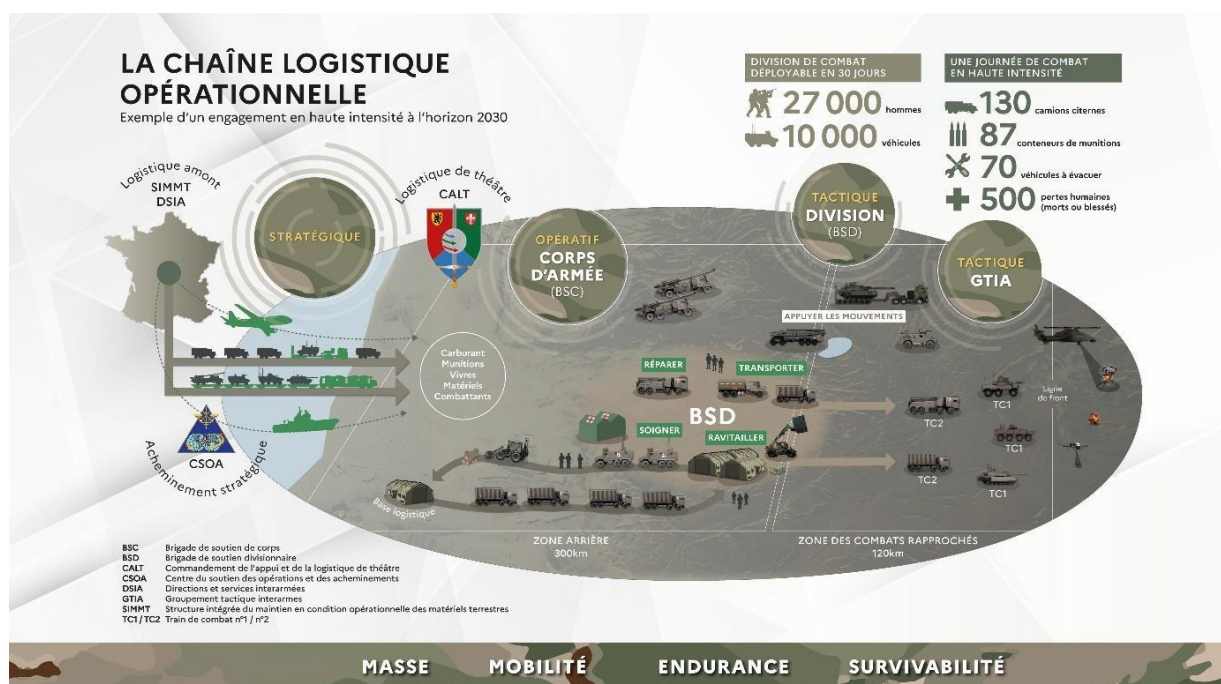 LA CHAÎNE LOGISTIQUE
OPÉRATIONNELLE
Exemple d'un engagement en haute intensité à l'horizon 2030
DIVISION DE COMBAT
DÉPLOYABLE EN 30 JOURS
27 000 hommes
10 000 véhicules
UNE JOURNÉE DE COMBAT
EN HAUTE INTENSITÉ
130 camions citernes
87 conteneurs de munitions
70 véhicules à évacuer
500 pertes humaines
(morts ou blessés)
Logistique amont
SIMMT
DSIA
STRATÉGIQUE
Logistique de théâtre
CALT
OPÉRATIF
CORPS
D'ARMÉE
(BSC)
TACTIQUE
DIVISION
(BSD)
TACTIQUE
GTIA
APPUYER LES MOUVEMENTS
Carburant
Munitions
Vivres
Matériels
Combattants
RÉPARER
TRANSPORTER
BSD
SOIGNER
RAVITAILLER
TC2
TC1
TC1
TC2
TC1
Ligne
de front
CSOA
Acheminement stratégique
Base logistique
ZONE ARRIÈRE
300km
ZONE DES COMBATS RAPPROCHÉS
120km
BSC Brigade de soutien de corps
BSD Brigade de soutien divisionnaire
CALT Commandement de l'appui et de la logistique de théâtre
CSOA Centre du soutien des opérations et des acheminements
DSIA Directions et services interarmées
GTIA Groupement tactique interarmes
SIMMT Structure intégrée du maintien en condition opérationnelle des matériels terrestres
TC1 / TC2 Train de combat n°1 / n°2
MASSE MOBILITÉ ENDURANCE SURVIVABILITÉ